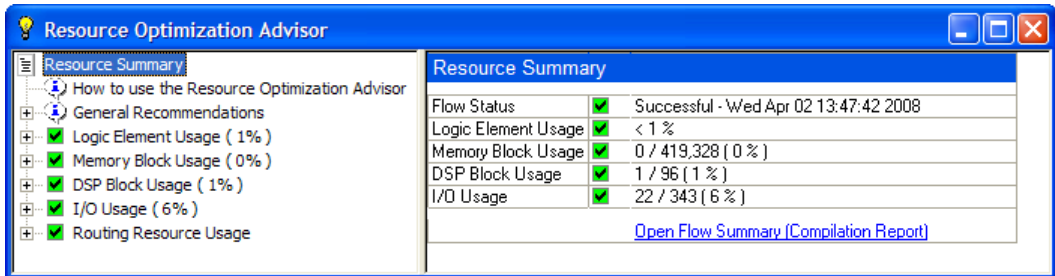 Resource Optimization Advisor
Resource Summary
How to use the Resource Optimization Advisor
General Recommendations
Logic Element Usage ( 1% )
Memory Block Usage ( 0% )
DSP Block Usage ( 1% )
I/O Usage ( 6% )
Routing Resource Usage
Resource Summary
Flow Status Successful - Wed Apr 02 13:47:42 2008
Logic Element Usage < 1 %
Memory Block Usage 0 / 419,328 ( 0 % )
DSP Block Usage 1 / 96 ( 1 % )
I/O Usage 22 / 343 ( 6 % )
Open Flow Summary (Compilation Report)